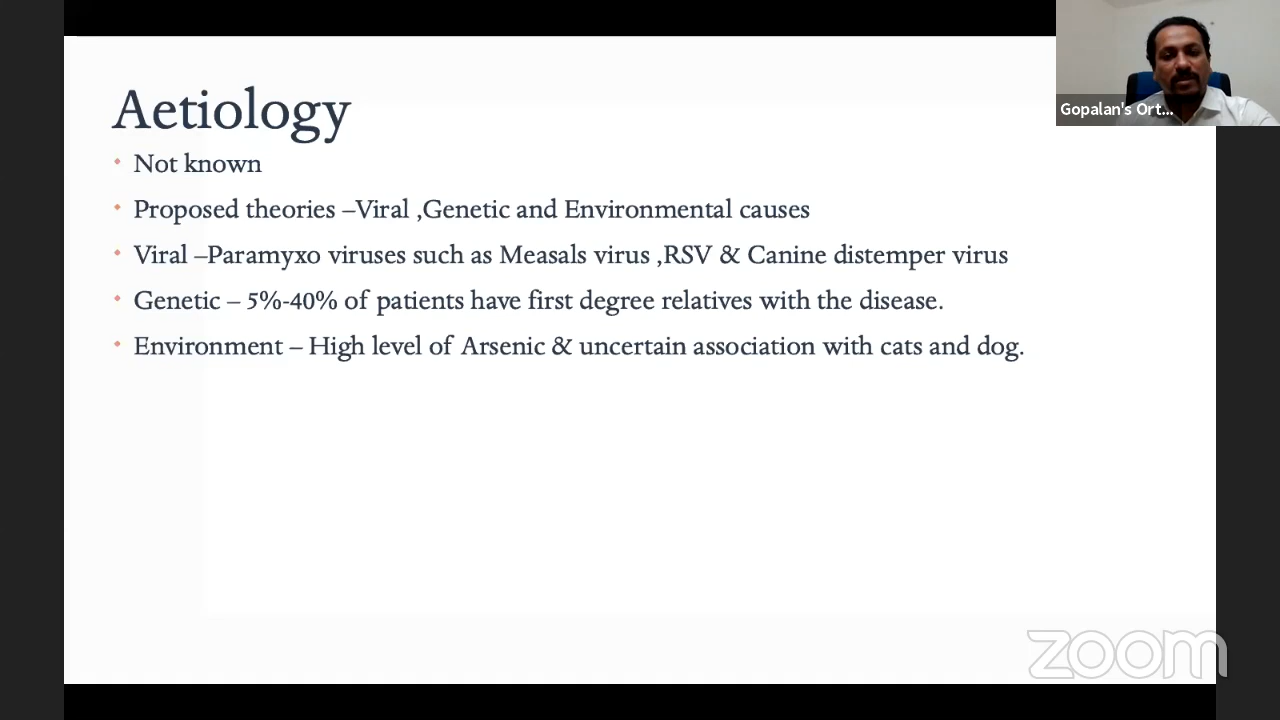 Aetiology
Not known
Proposed theories –Viral ,Genetic and Environmental causes
Viral –Paramyxo viruses such as Measals virus ,RSV & Canine distemper virus
Genetic – 5%-40% of patients have first degree relatives with the disease.
Environment – High level of Arsenic & uncertain association with cats and dog.
Gopalan's Ort...
zoom